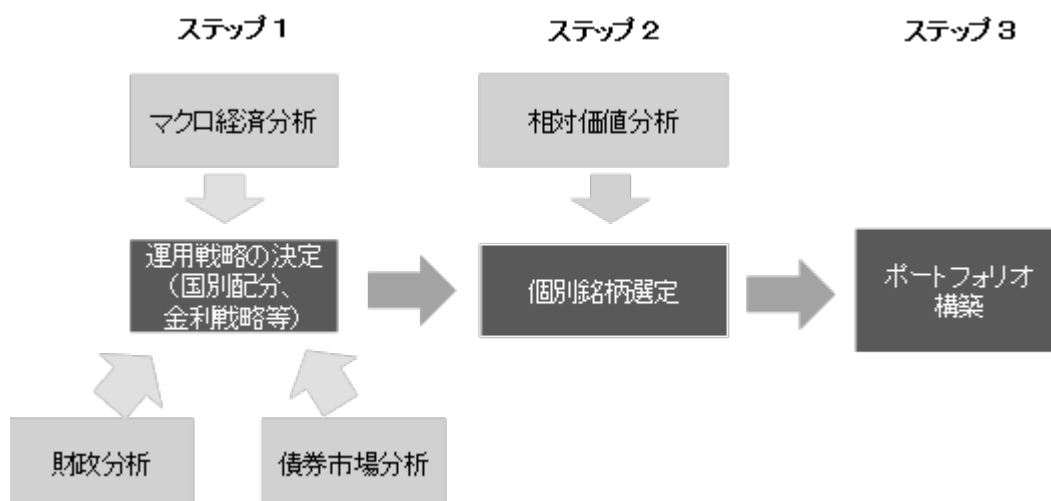 ステップ1
ステップ2
ステップ3
マクロ経済分析
相対価値分析
運用戦略の決定
(国別配分、
金利戦略等)
個別銘柄選定
ポートフォリオ
構築
財政分析
債券市場分析